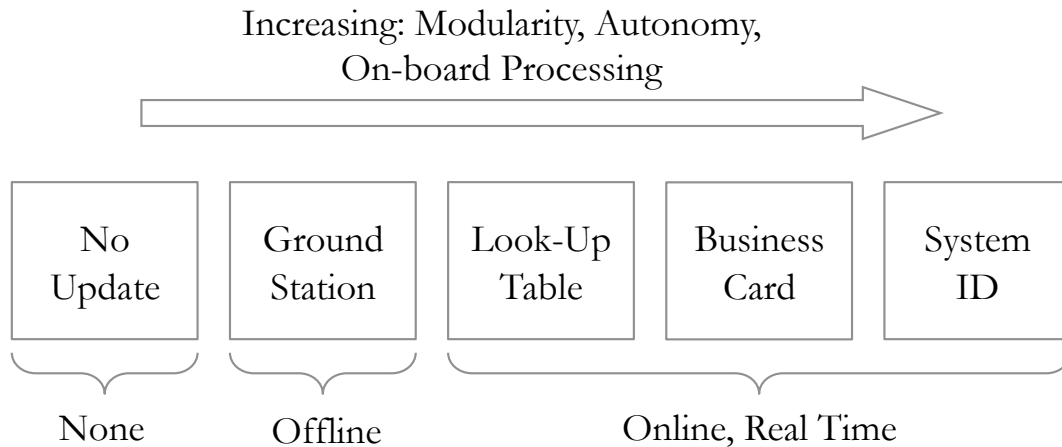 Increasing: Modularity, Autonomy,
On-board Processing
No
Update
Ground
Station
Look-Up
Table
Business
Card
System
ID
None
Offline
Online, Real Time